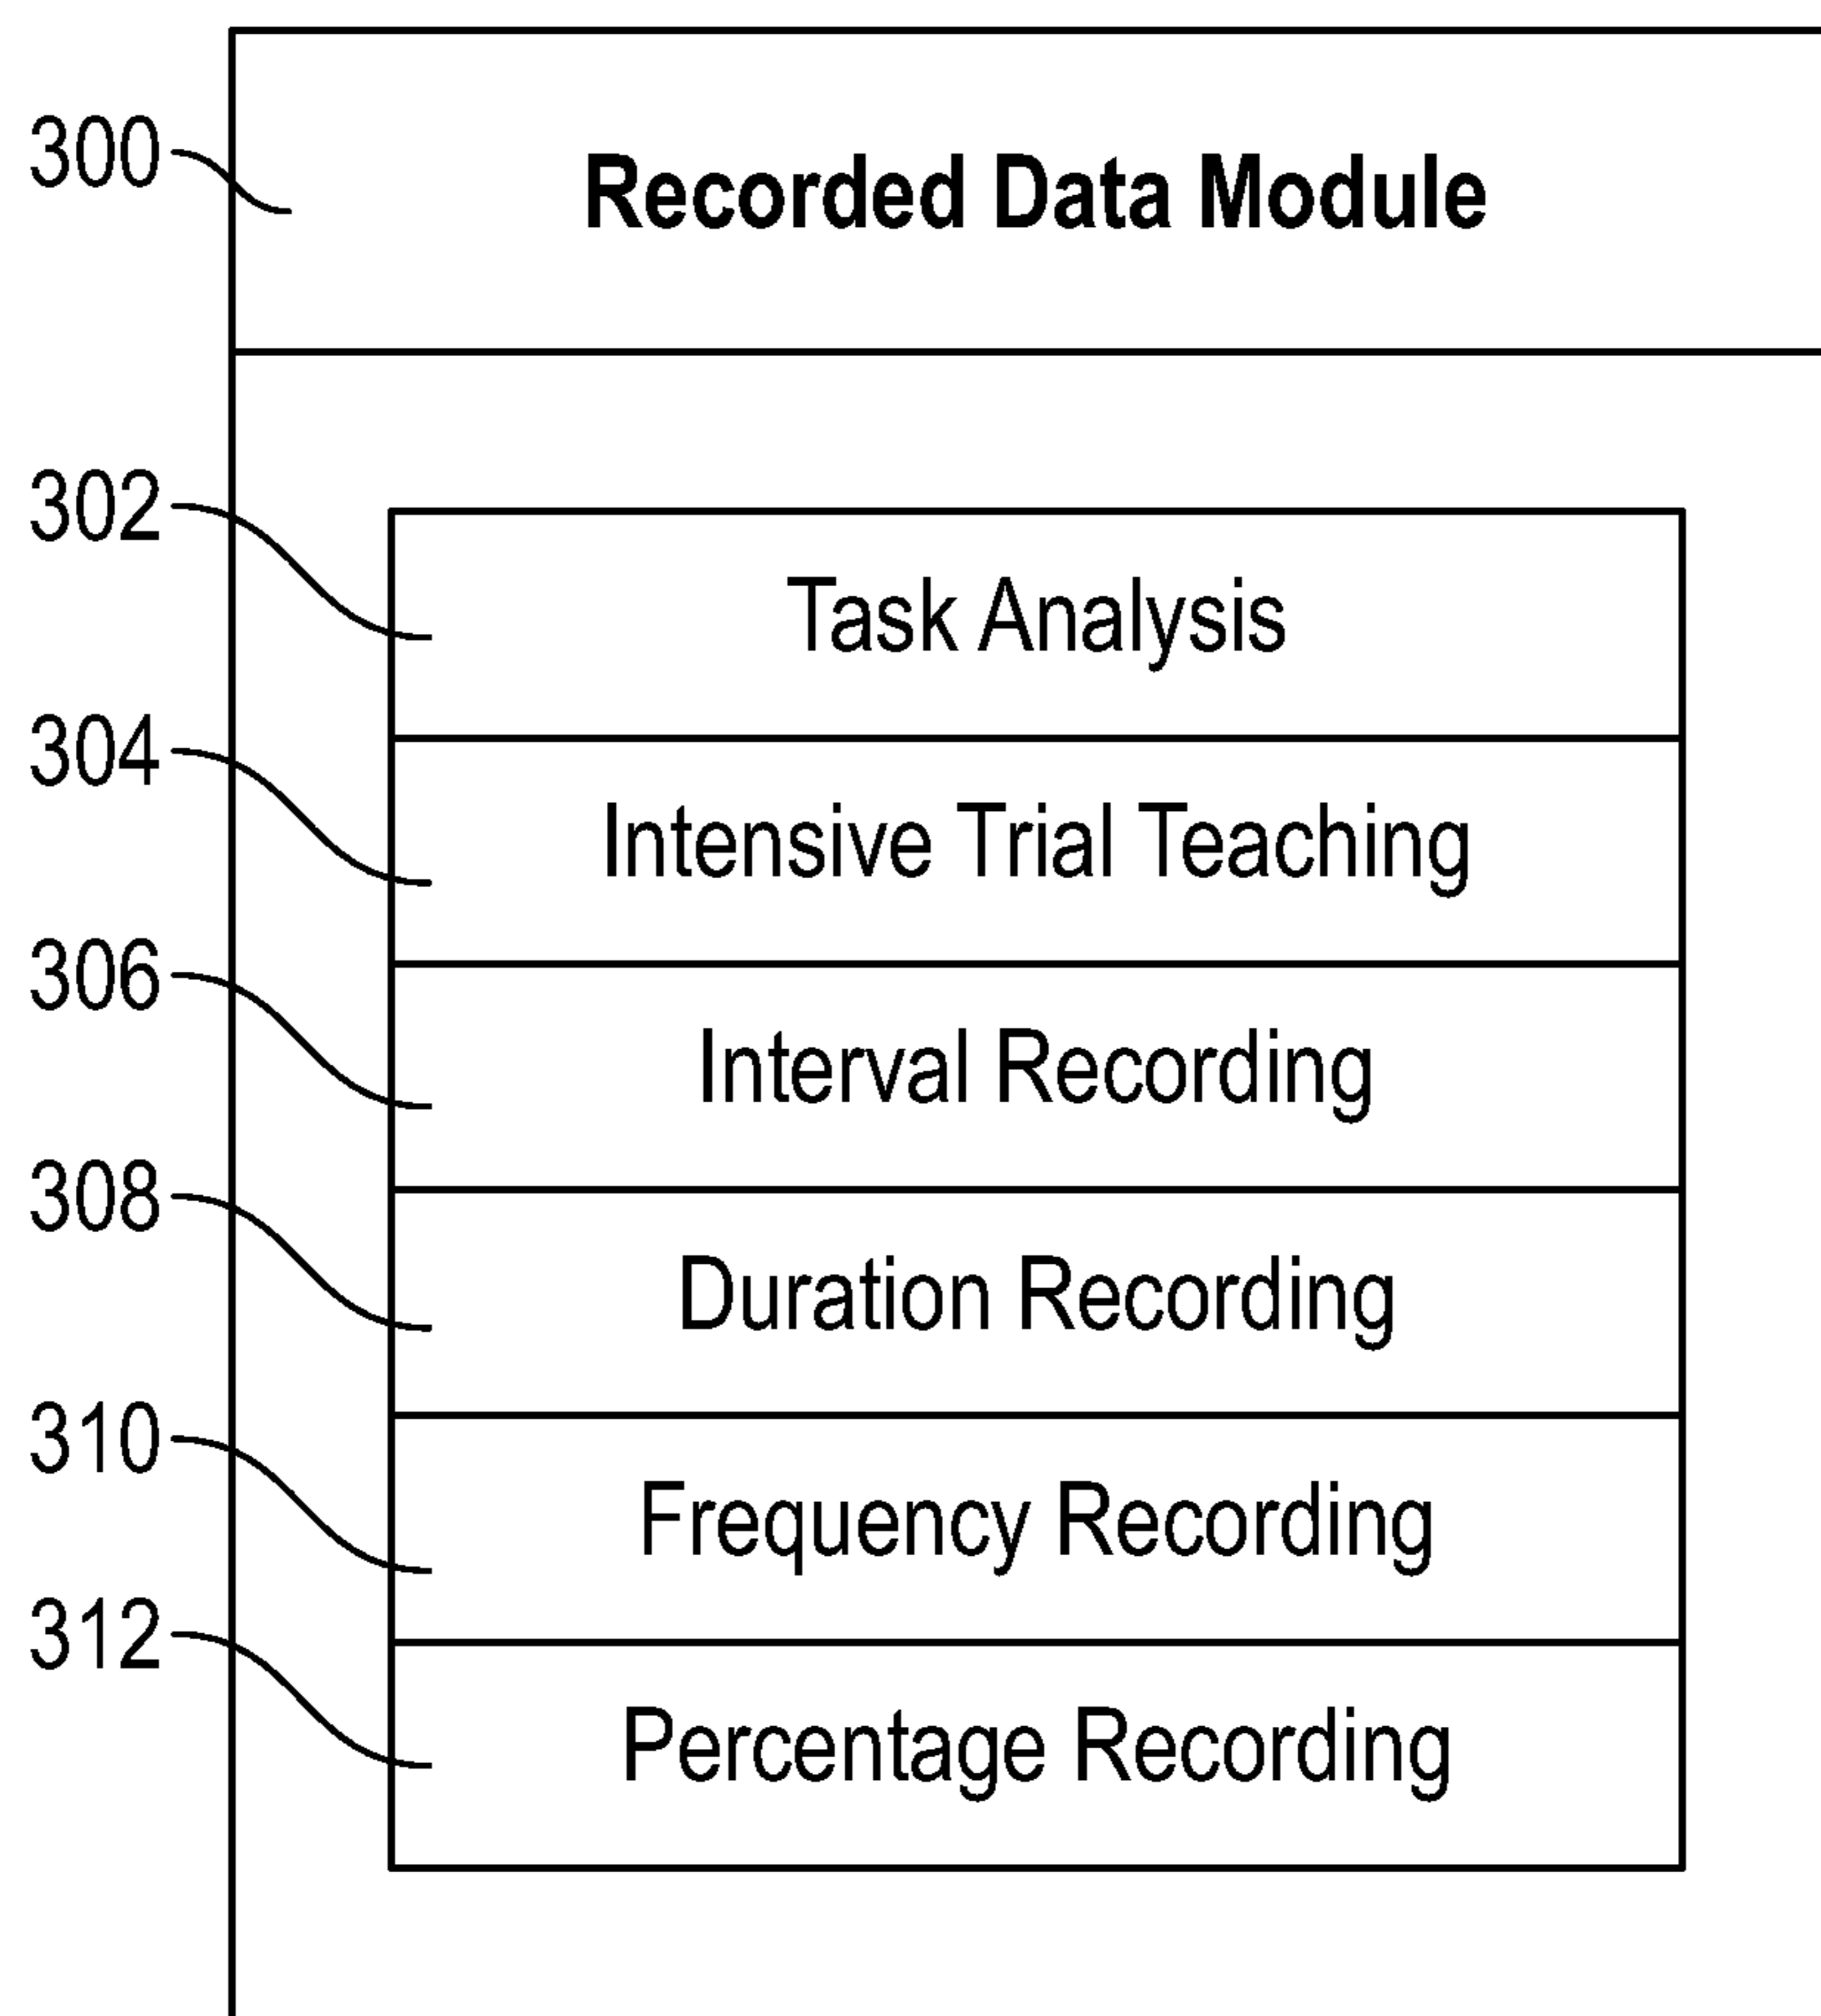 300 Recorded Data Module
302 Task Analysis
304 Intensive Trial Teaching
306 Interval Recording
308 Duration Recording
310 Frequency Recording
312 Percentage Recording